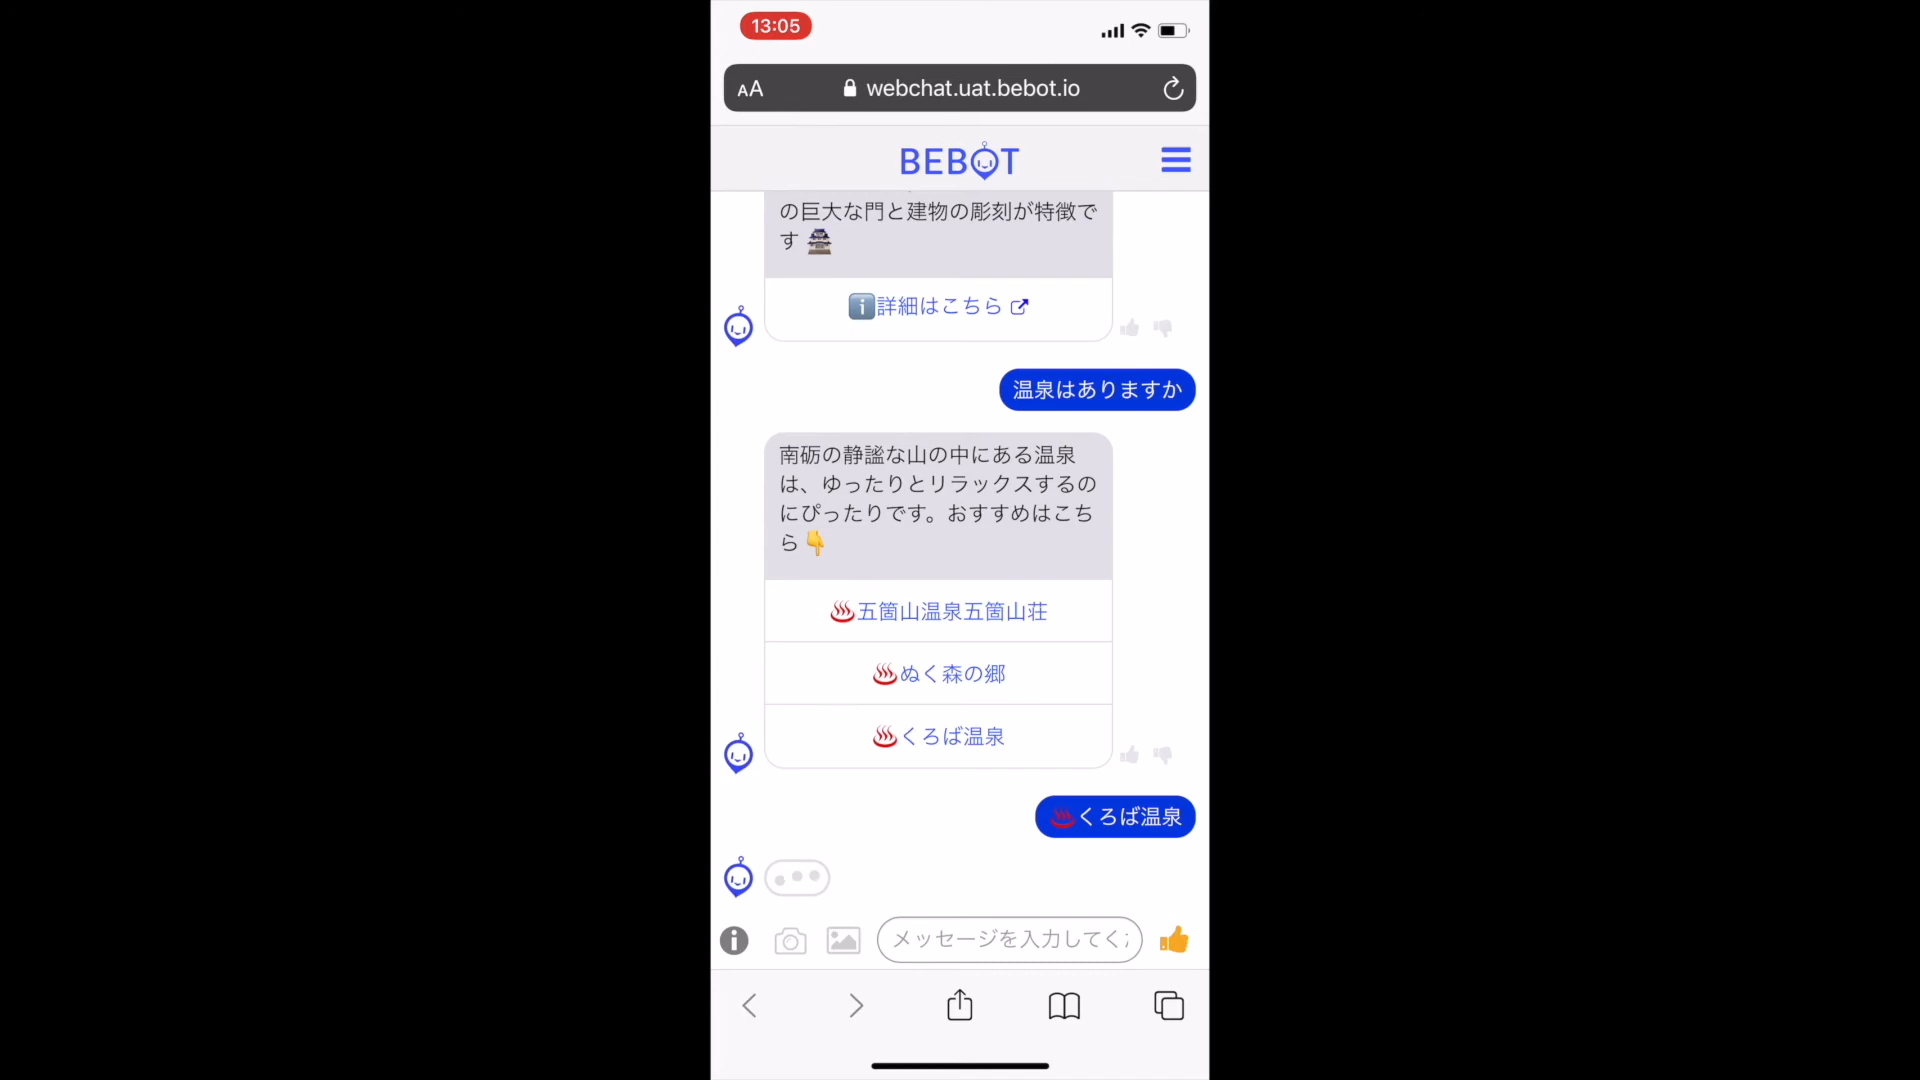 13:05
AA webchat.uat.bebot.io
BEBOT
の巨大な門と建物の彫刻が特徴で
す 🏯
ℹ️詳細はこちら
温泉はありますか
南砺の静謐な山の中にある温泉
は、ゆったりとリラックスするの
にぴったりです。おすすめはこち
ら👇
♨️五箇山温泉五箇山荘
♨️ぬく森の郷
♨️くろば温泉
♨️くろば温泉
メッセージを入力してく